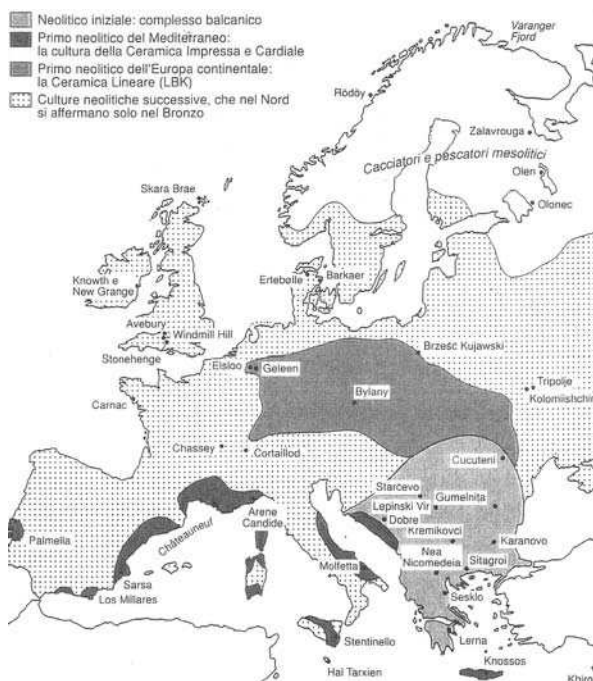 Neolitico iniziale: complesso balcanico
Primo neolitico del Mediterraneo:
la cultura della Ceramica Impressa e Cardiale
Primo neolitico dell'Europa continentale:
la Ceramica Lineare (LBK)
Culture neolitiche successive, che nel Nord
si affermano solo nel Bronzo
Varanger
Fjord
Rödöy
Zalavrouga
Cacciatori e pescatori mesolitici
Olen
Olonec
Skara Brae
Ertebølle
Barkaer
Knowth e
New Grange
Avebury
Windmill Hill
Stonehenge
Brześć Kujawski
Elsloo
Geleen
Bylany
Tripolje
Kolomiishchina
Carnac
Chassey
Cortaillod
Cucuteni
Starčevo
Lepinski Vir
Gumelnita
Dobre
Kremikovci
Karanovo
Nea
Nicomedeia
Sitagroi
Arene
Candide
Châteauneuf
Palmella
Sarsa
Los Millares
Molfetta
Sesklo
Stentinello
Lerna
Hal Tarxien
Knossos